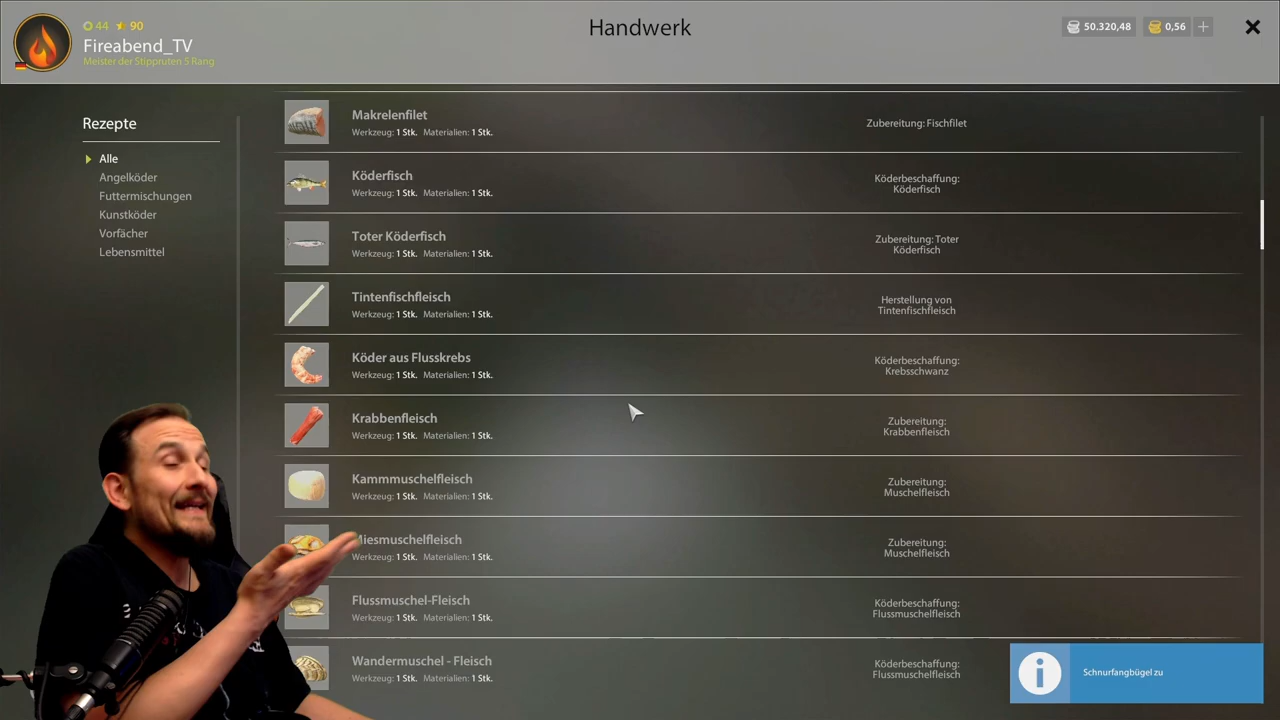 44 90
Fireabend_TV
Meister der Stippruten 5 Rang
Handwerk
50.320,48 0,56 +
Rezepte
Alle
Angelköder
Futtermischungen
Kunstköder
Vorfächer
Lebensmittel
Makrelenfilet
Werkzeug: 1 Stk. Materialien: 1 Stk.
Zubereitung: Fischfilet
Köderfisch
Werkzeug: 1 Stk. Materialien: 1 Stk.
Köderbeschaffung:
Köderfisch
Toter Köderfisch
Werkzeug: 1 Stk. Materialien: 1 Stk.
Zubereitung: Toter
Köderfisch
Tintenfischfleisch
Werkzeug: 1 Stk. Materialien: 1 Stk.
Herstellung von
Tintenfischfleisch
Köder aus Flusskrebs
Werkzeug: 1 Stk. Materialien: 1 Stk.
Köderbeschaffung:
Krebsschwanz
Krabbenfleisch
Werkzeug: 1 Stk. Materialien: 1 Stk.
Zubereitung:
Krabbenfleisch
Kammmuschelfleisch
Werkzeug: 1 Stk. Materialien: 1 Stk.
Zubereitung:
Muschelfleisch
Miesmuschelfleisch
Werkzeug: 1 Stk. Materialien: 1 Stk.
Zubereitung:
Muschelfleisch
Flussmuschel-Fleisch
Werkzeug: 1 Stk. Materialien: 1 Stk.
Köderbeschaffung:
Flussmuschelfleisch
Wandermuschel - Fleisch
Werkzeug: 1 Stk. Materialien: 1 Stk.
Köderbeschaffung:
Flussmuschelfleisch
Schnurfangbügel zu